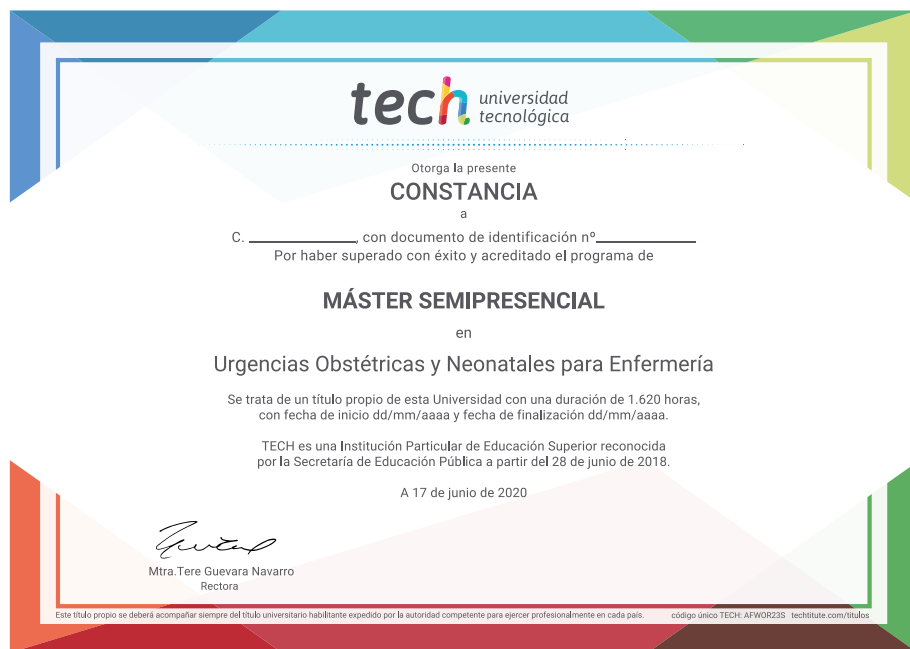 tech universidad
tecnológica
Otorga la presente
CONSTANCIA
a
C. ____________, con documento de identificación nº____________
Por haber superado con éxito y acreditado el programa de
MÁSTER SEMIPRESENCIAL
en
Urgencias Obstétricas y Neonatales para Enfermería
Se trata de un título propio de esta Universidad con una duración de 1.620 horas,
con fecha de inicio dd/mm/aaaa y fecha de finalización dd/mm/aaaa.
TECH es una Institución Particular de Educación Superior reconocida
por la Secretaría de Educación Pública a partir del 28 de junio de 2018.
A 17 de junio de 2020
Mtra.Tere Guevara Navarro
Rectora
Este título propio se deberá acompañar siempre del título universitario habilitante expedido por la autoridad competente para ejercer profesionalmente en cada país. código único TECH: AFWOR23S techtitute.com/titulos